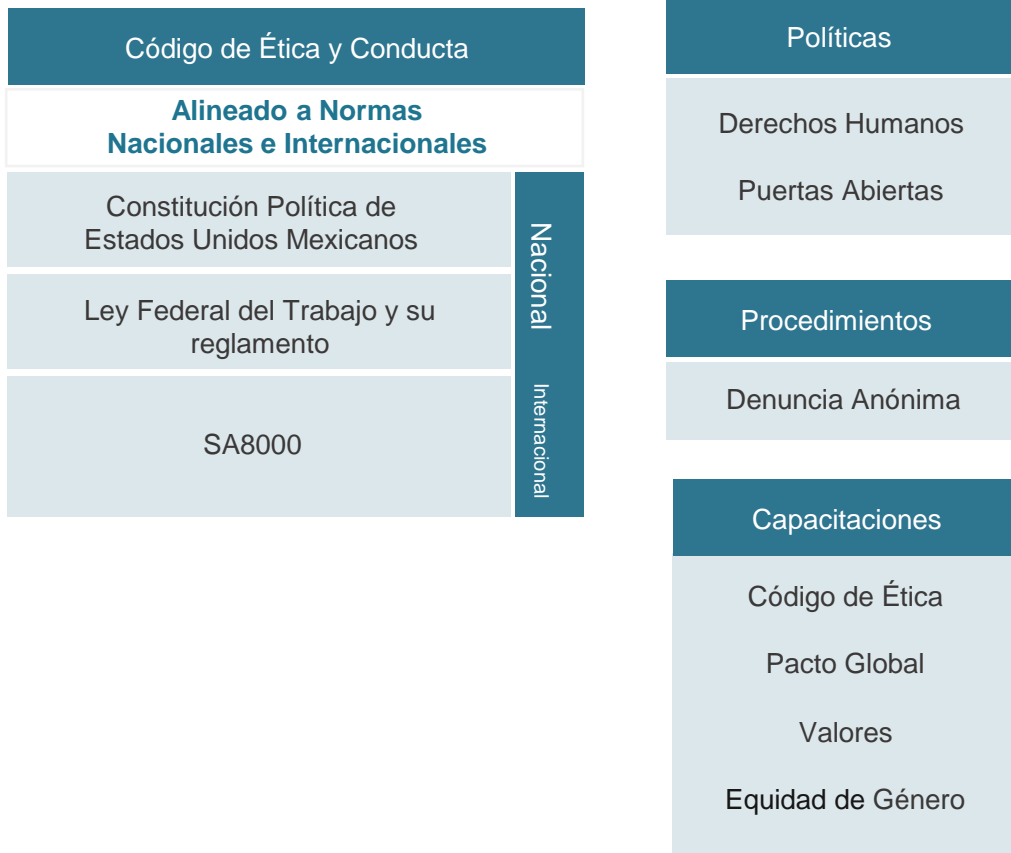 Código de Ética y Conducta
Alineado a Normas
Nacionales e Internacionales
Constitución Política de
Estados Unidos Mexicanos
Ley Federal del Trabajo y su
reglamento
SA8000
Nacional
Internacional
Políticas
Derechos Humanos
Puertas Abiertas
Procedimientos
Denuncia Anónima
Capacitaciones
Código de Ética
Pacto Global
Valores
Equidad de Género